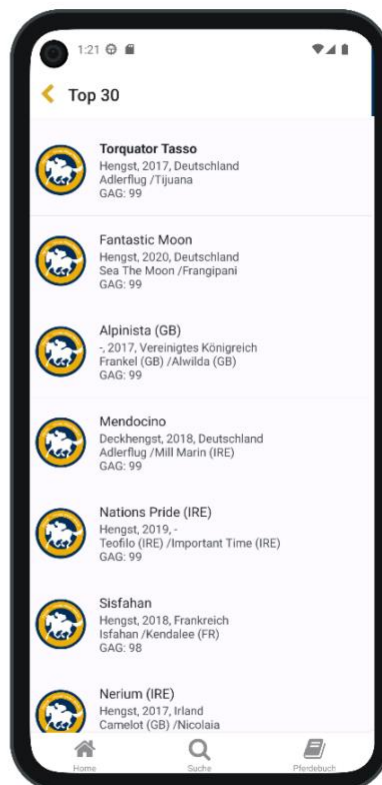 1:21
Top 30
Torquator Tasso
Hengst, 2017, Deutschland
Adlerflug /Tijuana
GAG: 99
Fantastic Moon
Hengst, 2020, Deutschland
Sea The Moon /Frangipani
GAG: 99
Alpinista (GB)
-, 2017, Vereinigtes Königreich
Frankel (GB) /Alwilda (GB)
GAG: 99
Mendocino
Deckhengst, 2018, Deutschland
Adlerflug /Mill Marin (IRE)
GAG: 99
Nations Pride (IRE)
Hengst, 2019, -
Teofilo (IRE) /Important Time (IRE)
GAG: 99
Sisfahan
Hengst, 2018, Frankreich
Isfahan /Kendalee (FR)
GAG: 98
Nerium (IRE)
Hengst, 2017, Irland
Camelot (GB) /Nicolaia
Home Suche Pferdebuch